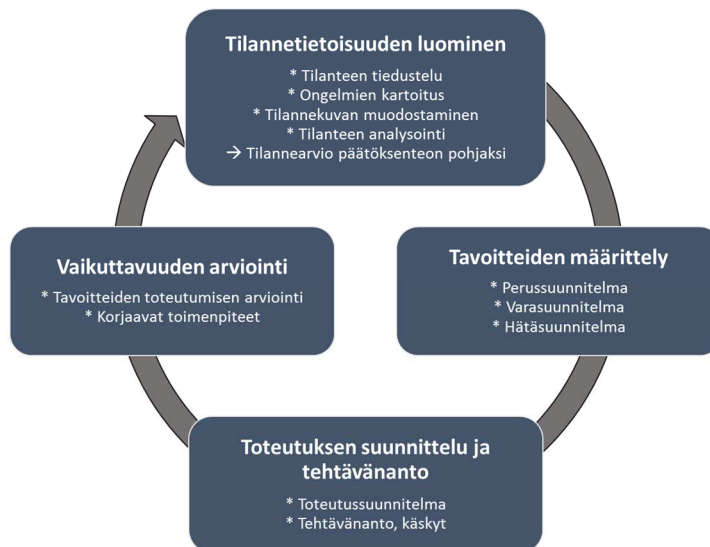 Tilannetietoisuuden luominen
* Tilanteen tiedustelu
* Ongelmien kartoitus
* Tilannekuvan muodostaminen
* Tilanteen analysointi
→ Tilannearvio päätöksenteon pohjaksi
Tavoitteiden määrittely
* Perussuunnitelma
* Varasuunnitelma
* Hätäsuunnitelma
Toteutuksen suunnittelu ja
tehtävänanto
* Toteutussuunnitelma
* Tehtävänanto, käskyt
Vaikuttavuuden arviointi
* Tavoitteiden toteutumisen arviointi
* Korjaavat toimenpiteet